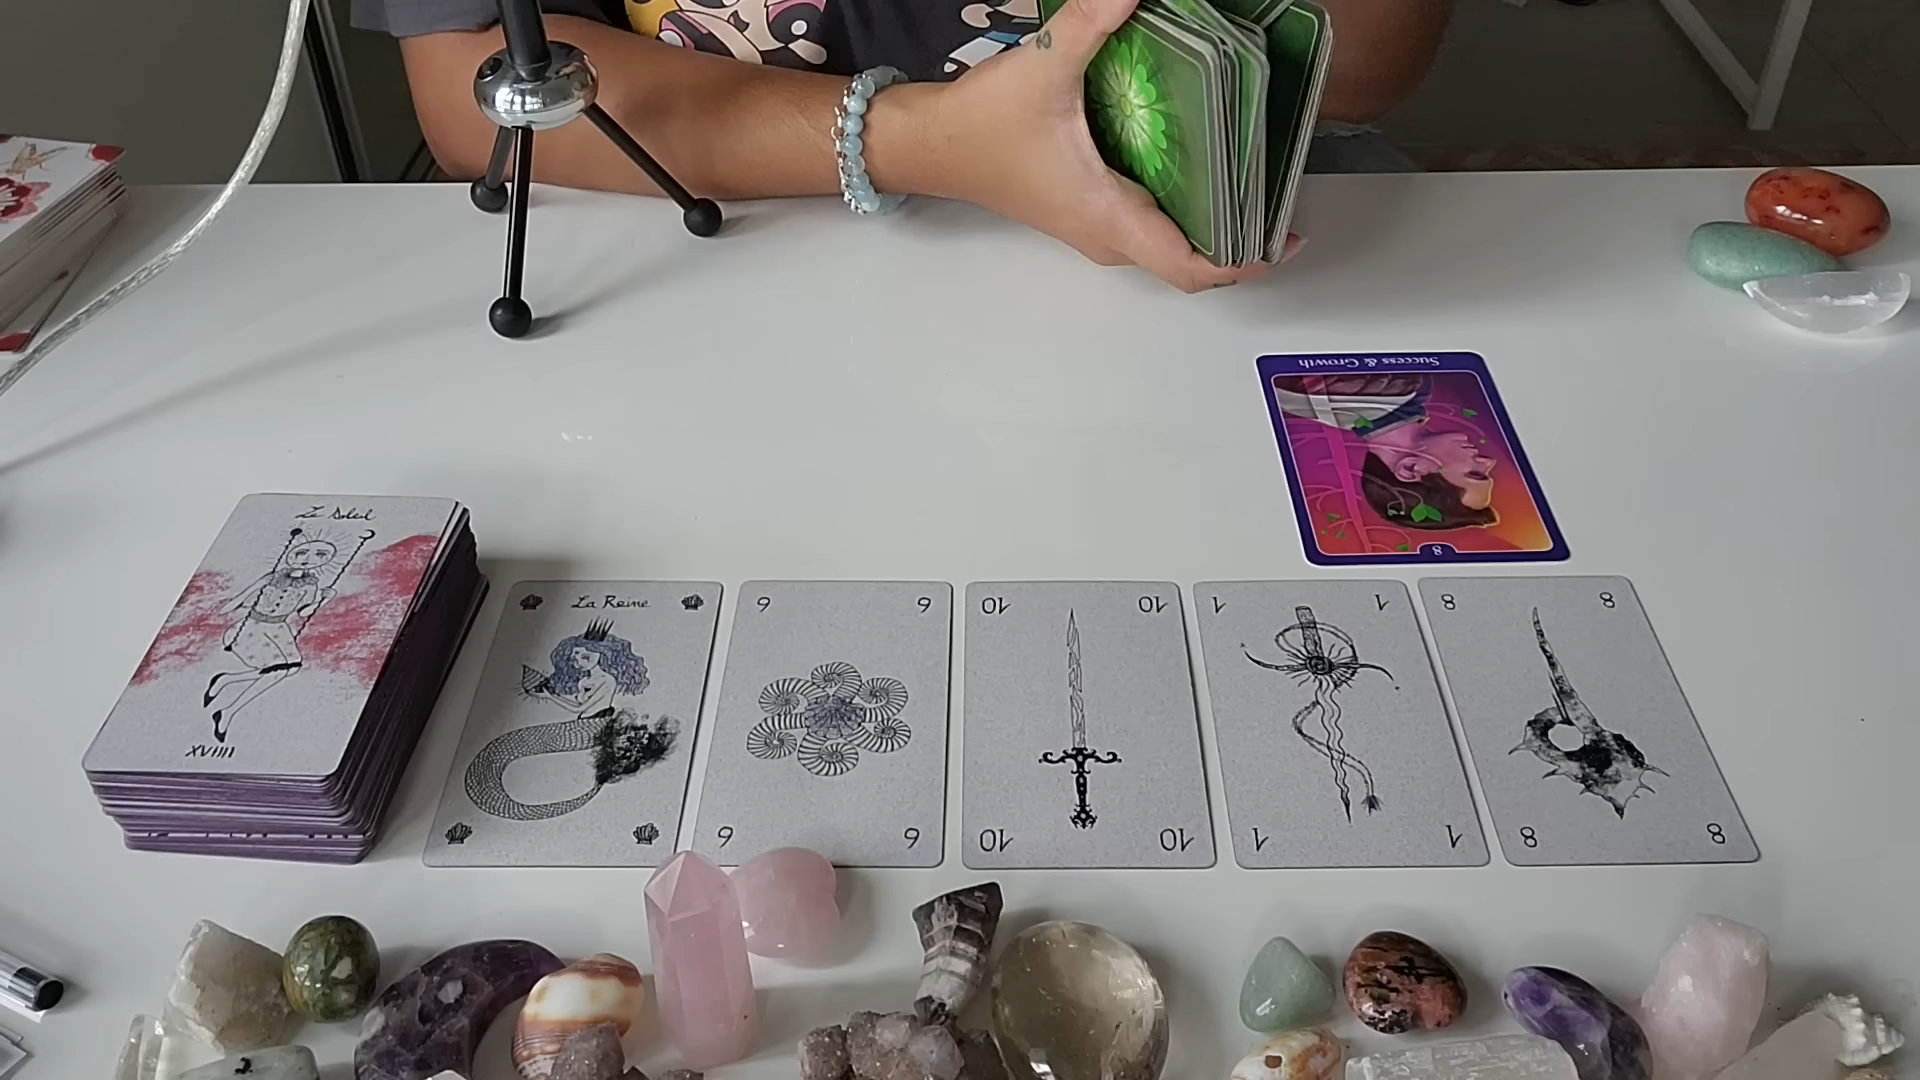 Success & Growth
8
Le Soleil
XVIIII
La Reine
6 6
6 6
10 10
10 10
1 1
1 1
8 8
8 8